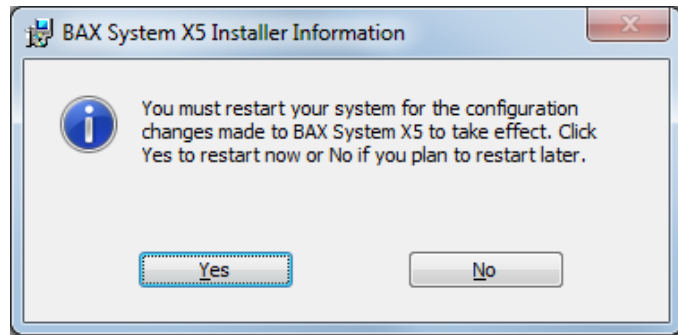 BAX System X5 Installer Information
You must restart your system for the configuration
changes made to BAX System X5 to take effect. Click
Yes to restart now or No if you plan to restart later.
Yes
No